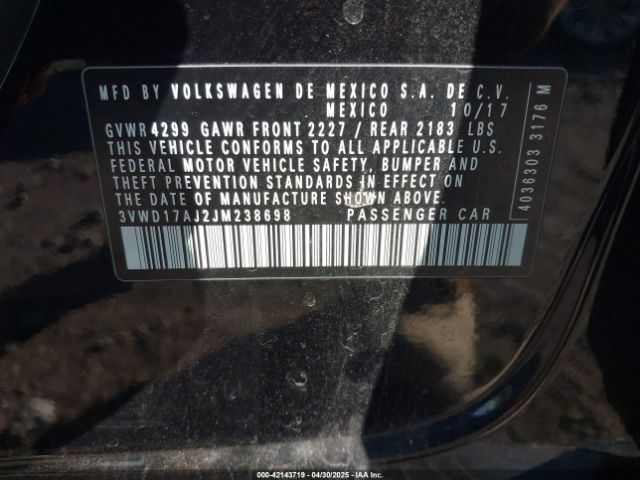 MFD BY VOLKSWAGEN DE MEXICO S.A. DE C.V.
MEXICO 10/17
GVWR 4299 GAWR FRONT 2227 / REAR 2183 LBS
THIS VEHICLE CONFORMS TO ALL APPLICABLE U.S.
FEDERAL MOTOR VEHICLE SAFETY, BUMPER AND
THEFT PREVENTION STANDARDS IN EFFECT ON
THE DATE OF MANUFACTURE SHOWN ABOVE.
3VWD17AJ2JM238698 PASSENGER CAR
4036303 3176 M
000-42143719 / 04/30/2025 / IAA Inc.